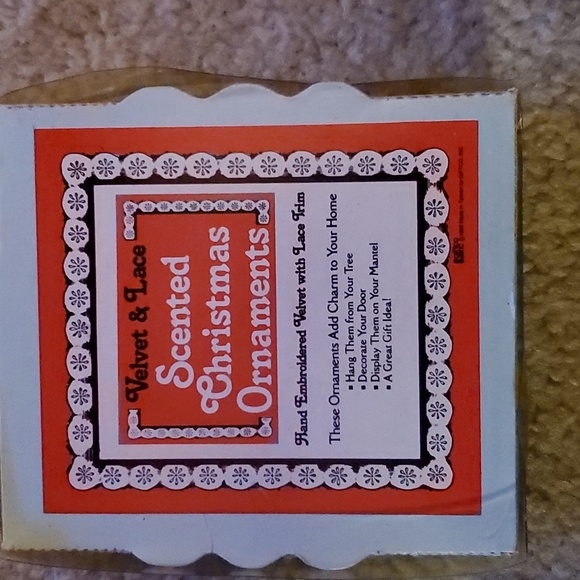 Velvet & Lace
Scented
Christmas
Ornaments
Hand Embroidered Velvet with Lace Trim
These Ornaments Add Charm to Your Home
▪ Hang Them from Your Tree
▪ Decorate Your Door
▪ Display Them on Your Mantel
▪ A Great Gift Idea!